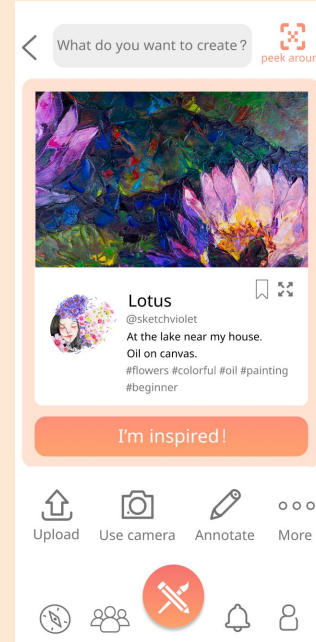 What do you want to create?
peek aroun
Lotus
@sketchviolet
At the lake near my house.
Oil on canvas.
#flowers #colorful #oil #painting
#beginner
I'm inspired!
Upload
Use camera
Annotate
More